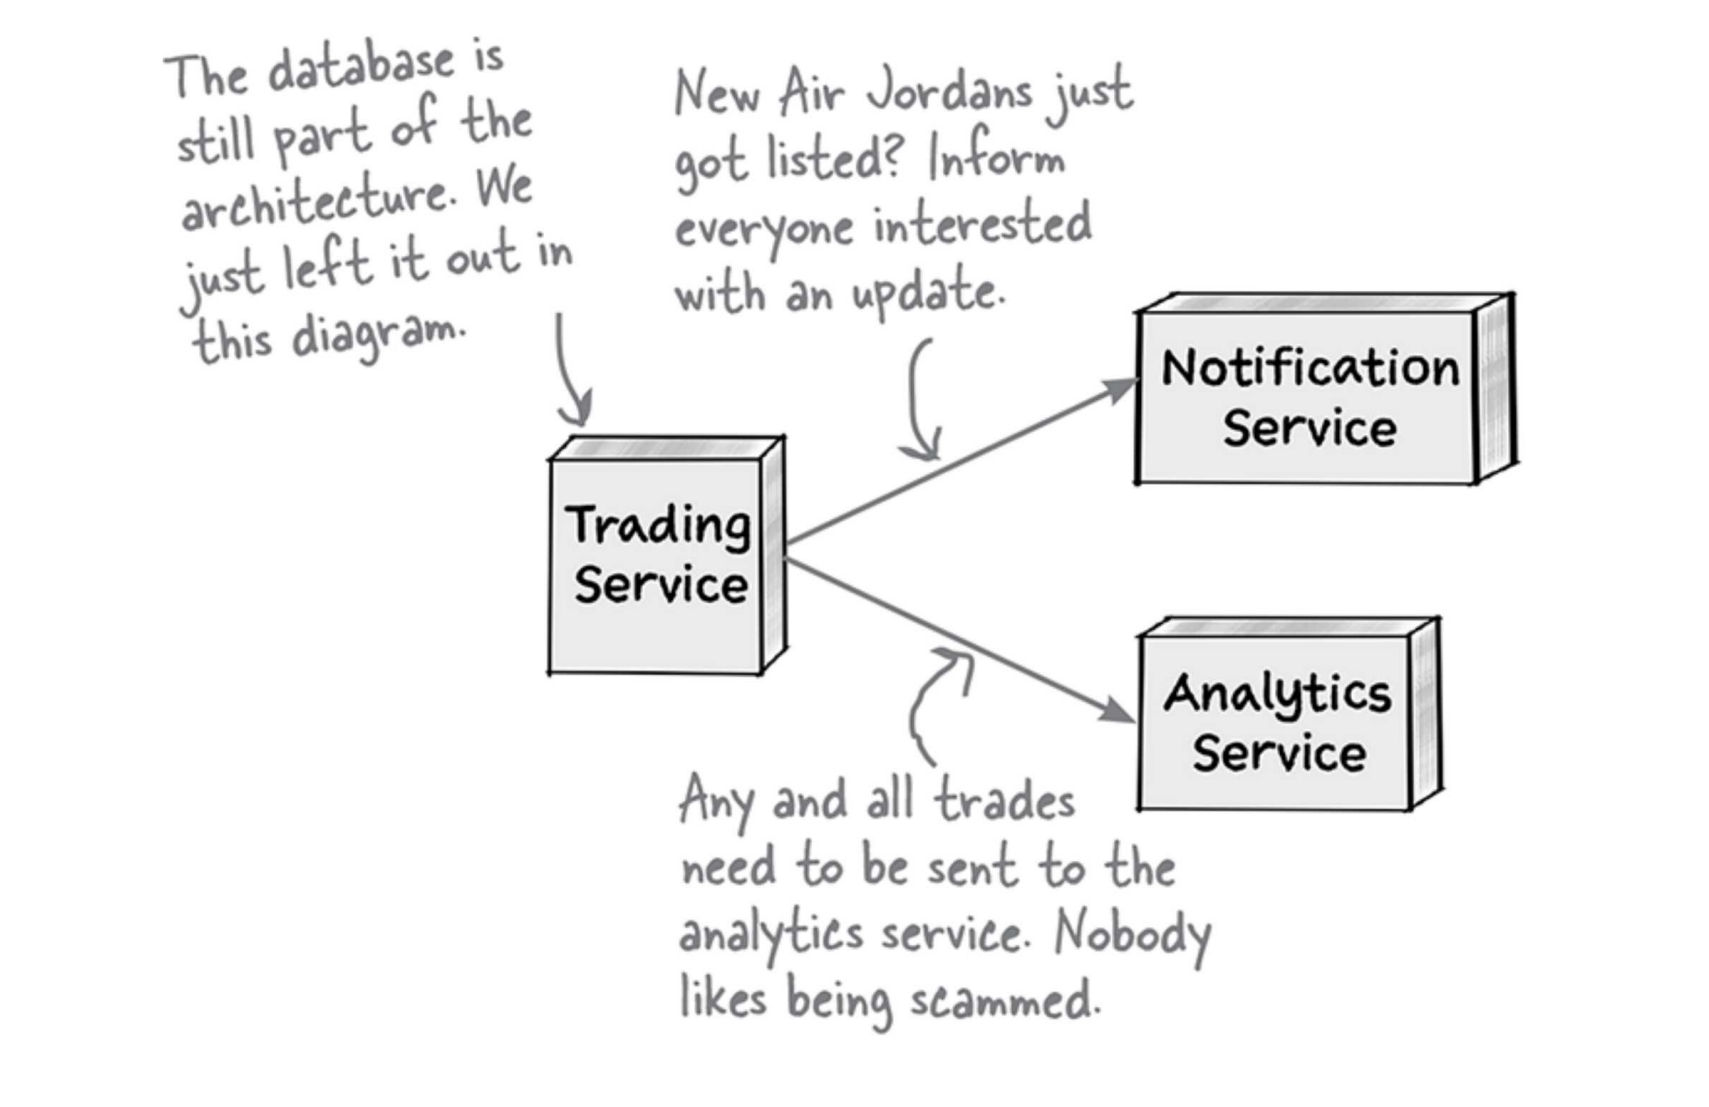 The database is
still part of the
architecture. We
just left it out in
this diagram.
New Air Jordans just
got listed? Inform
everyone interested
with an update.
Notification
Service
Trading
Service
Analytics
Service
Any and all trades
need to be sent to the
analytics service. Nobody
likes being scammed.